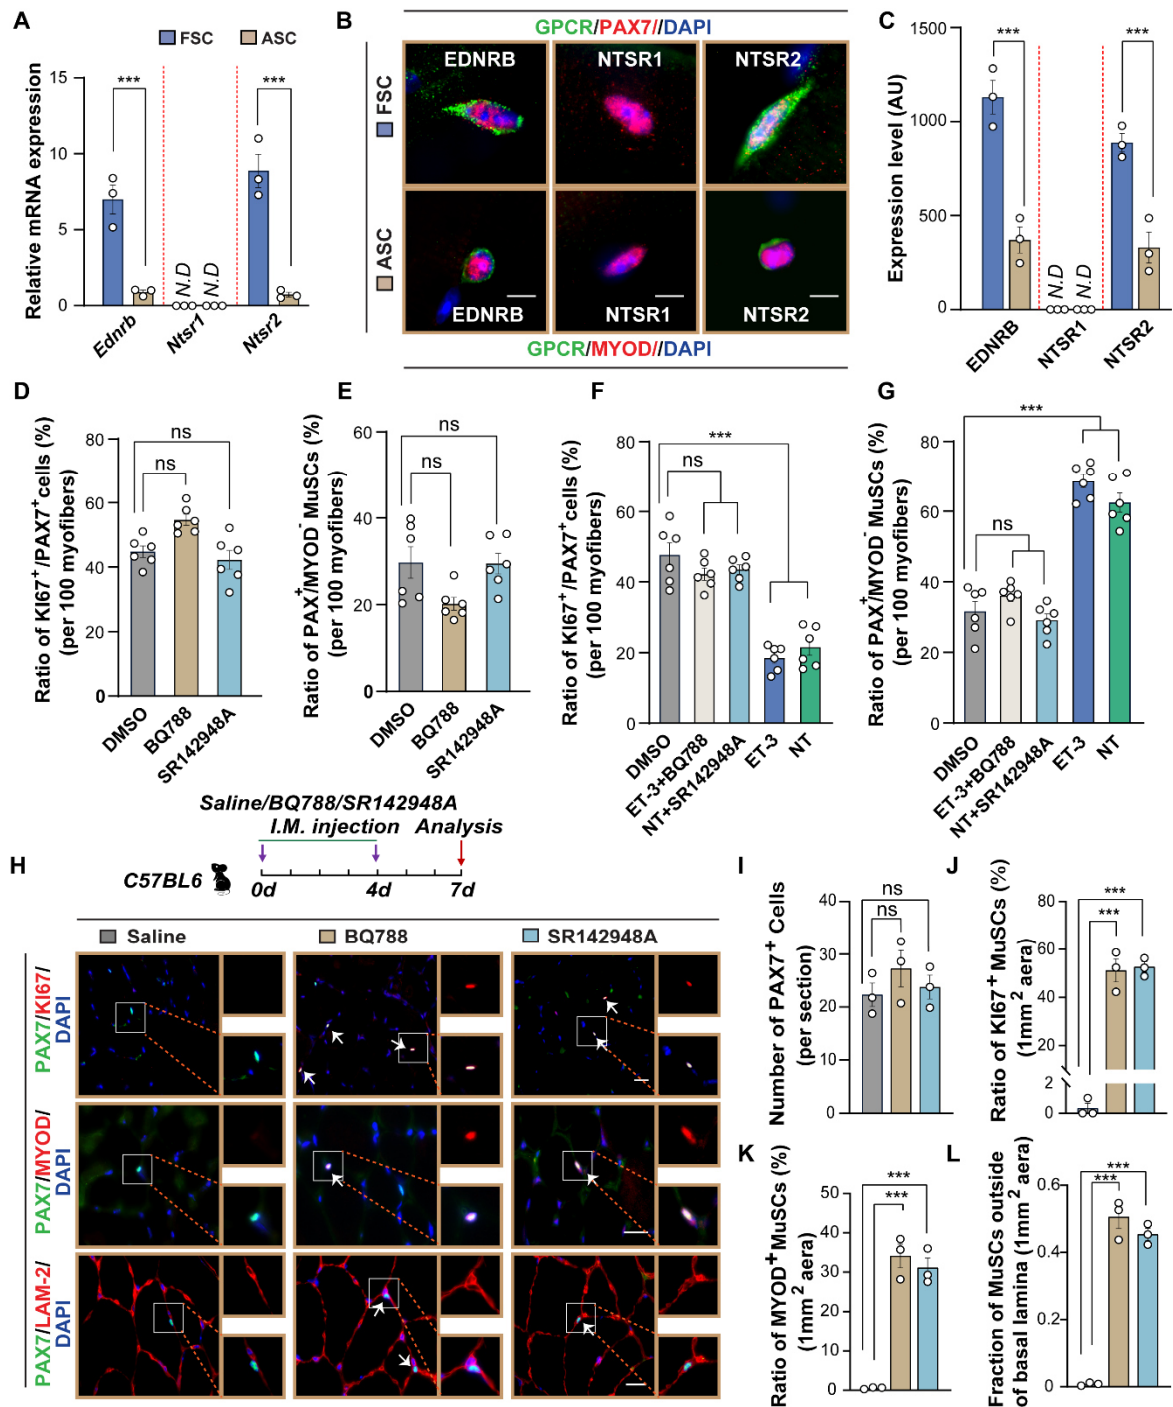 A
FSC
ASC
Relative mRNA expression
15
10
5
0
***
***
N.D
N.D
Ednrb
Ntsr1
Ntsr2
B
GPCR/PAX7//DAPI
FSC
ASC
EDNRB
NTSR1
NTSR2
EDNRB
NTSR1
NTSR2
GPCR/MYOD//DAPI
C
Expression level (AU)
1500
1000
500
0
***
***
N.D
N.D
EDNRB
NTSR1
NTSR2
D
Ratio of KI67+/PAX7+cells (%)
(per 100 myofibers)
80
60
40
20
0
ns
ns
DMSO
BQ788
SR142948A
E
Ratio of PAX+/MYOD- MuSCs (%)
(per 100 myofibers)
60
40
20
0
ns
ns
DMSO
BQ788
SR142948A
F
Ratio of KI67+/PAX7+cells (%)
(per 100 myofibers)
80
60
40
20
0
***
ns
DMSO
ET-3+BQ788
NT+SR142948A
ET-3
NT
G
Ratio of PAX+/MYOD- MuSCs (%)
(per 100 myofibers)
80
60
40
20
0
***
ns
DMSO
ET-3+BQ788
NT+SR142948A
ET-3
NT
H
Saline/BQ788/SR142948A
I.M. injection
Analysis
C57BL6
0d
4d
7d
Saline
BQ788
SR142948A
PAX7/KI67/
DAPI
PAX7/MYOD/
DAPI
PAX7/LAM-2/
DAPI
I
Number of PAX7+ Cells
(per section)
40
30
20
10
0
ns
ns
J
Ratio of KI67+ MuSCs (%)
(1mm2 aera)
80
60
40
20
2
0
***
***
K
Ratio of MYOD+MuSCs (%)
(1mm2 aera)
50
40
30
20
10
0
***
***
L
Fraction of MuSCs outside
of basal lamina (1mm2 aera)
0.6
0.4
0.2
0
***
***